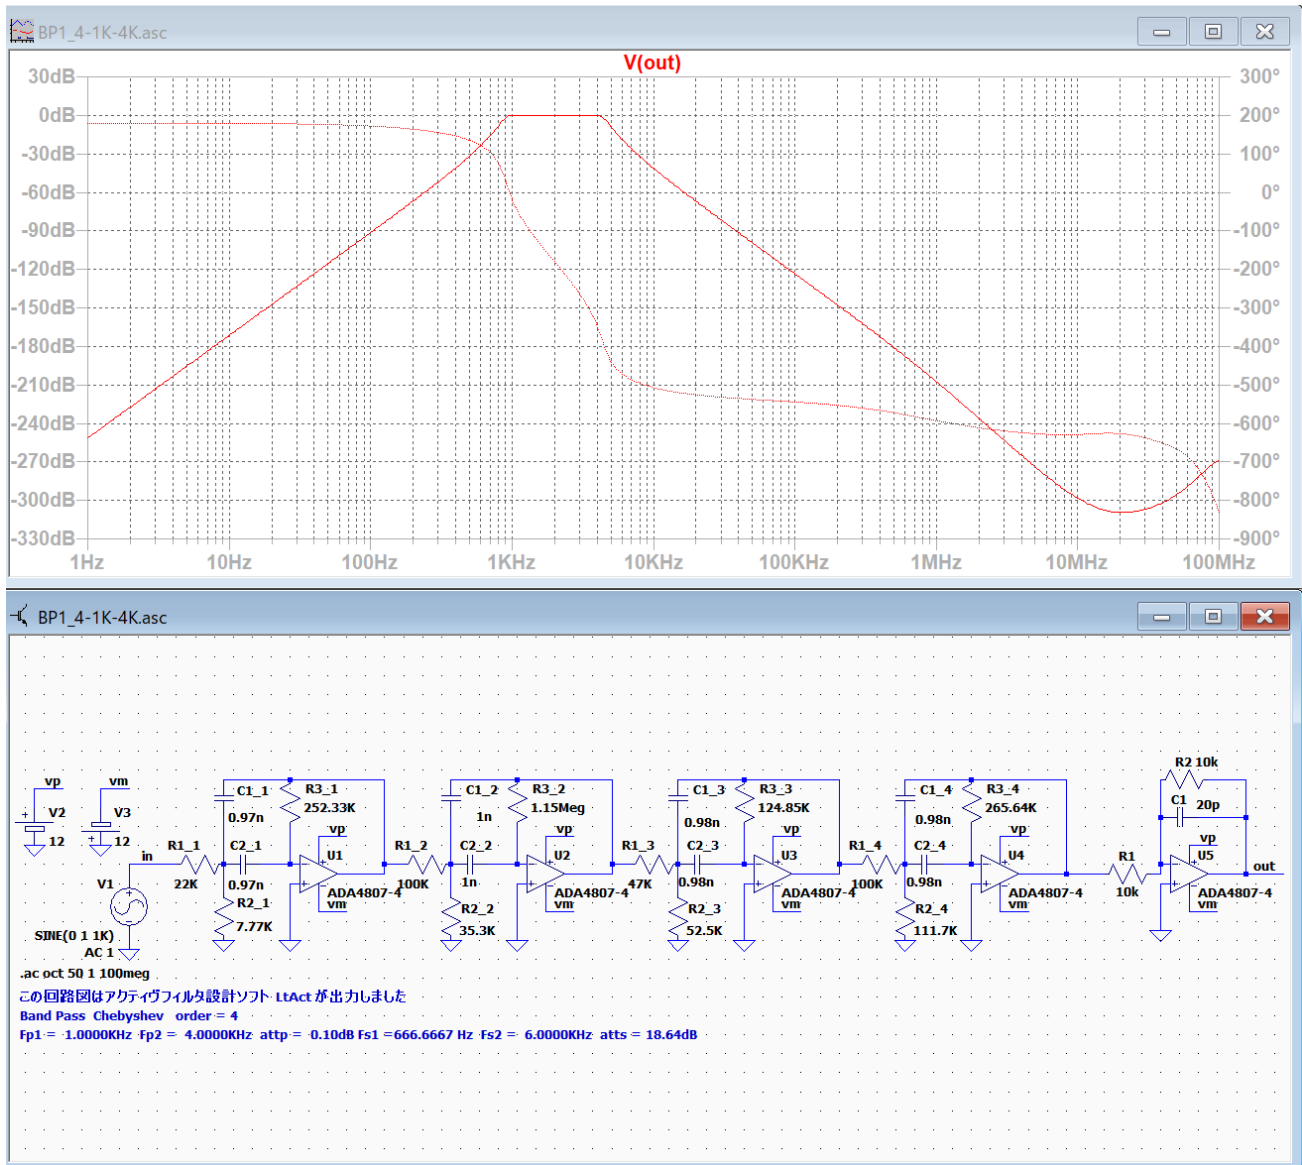 BP1_4-1K-4K.asc
V(out)
30dB 300°
0dB 200°
-30dB 100°
-60dB 0°
-90dB -100°
-120dB -200°
-150dB -300°
-180dB -400°
-210dB -500°
-240dB -600°
-270dB -700°
-300dB -800°
-330dB -900°
1Hz 10Hz 100Hz 1KHz 10KHz 100KHz 1MHz 10MHz 100MHz
BP1_4-1K-4K.asc
R2 10k
vp vm C1_1 R3_1 C1_2 R3_2 C1_3 R3_3 C1_4 R3_4 C1 20p
V2 V3 252.33K 1.15Meg 124.85K 265.64K
0.97n 1n 0.98n 0.98n
12 12 vp vp vp vp vp
in R1_1 C2_1 U1 R1_2 C2_2 U2 R1_3 C2_3 U3 R1_4 C2_4 U4 R1 U5 out
V1 22K 0.97n ADA4807-4 100K 1n ADA4807-4 47K 0.98n ADA4807-4 100K 0.98n ADA4807-4 10k ADA4807-4
R2_1 vm R2_2 vm R2_3 vm R2_4 vm vm
7.77K 35.3K 52.5K 111.7K
SINE(0 1 1K)
AC 1
.ac oct 50 1 100meg
この回路図はアクティヴフィルタ設計ソフト LtAct が出力しました
Band Pass Chebyshev order = 4
Fp1 = 1.0000KHz Fp2 = 4.0000KHz attp = 0.10dB Fs1 =666.6667 Hz Fs2 = 6.0000KHz atts = 18.64dB